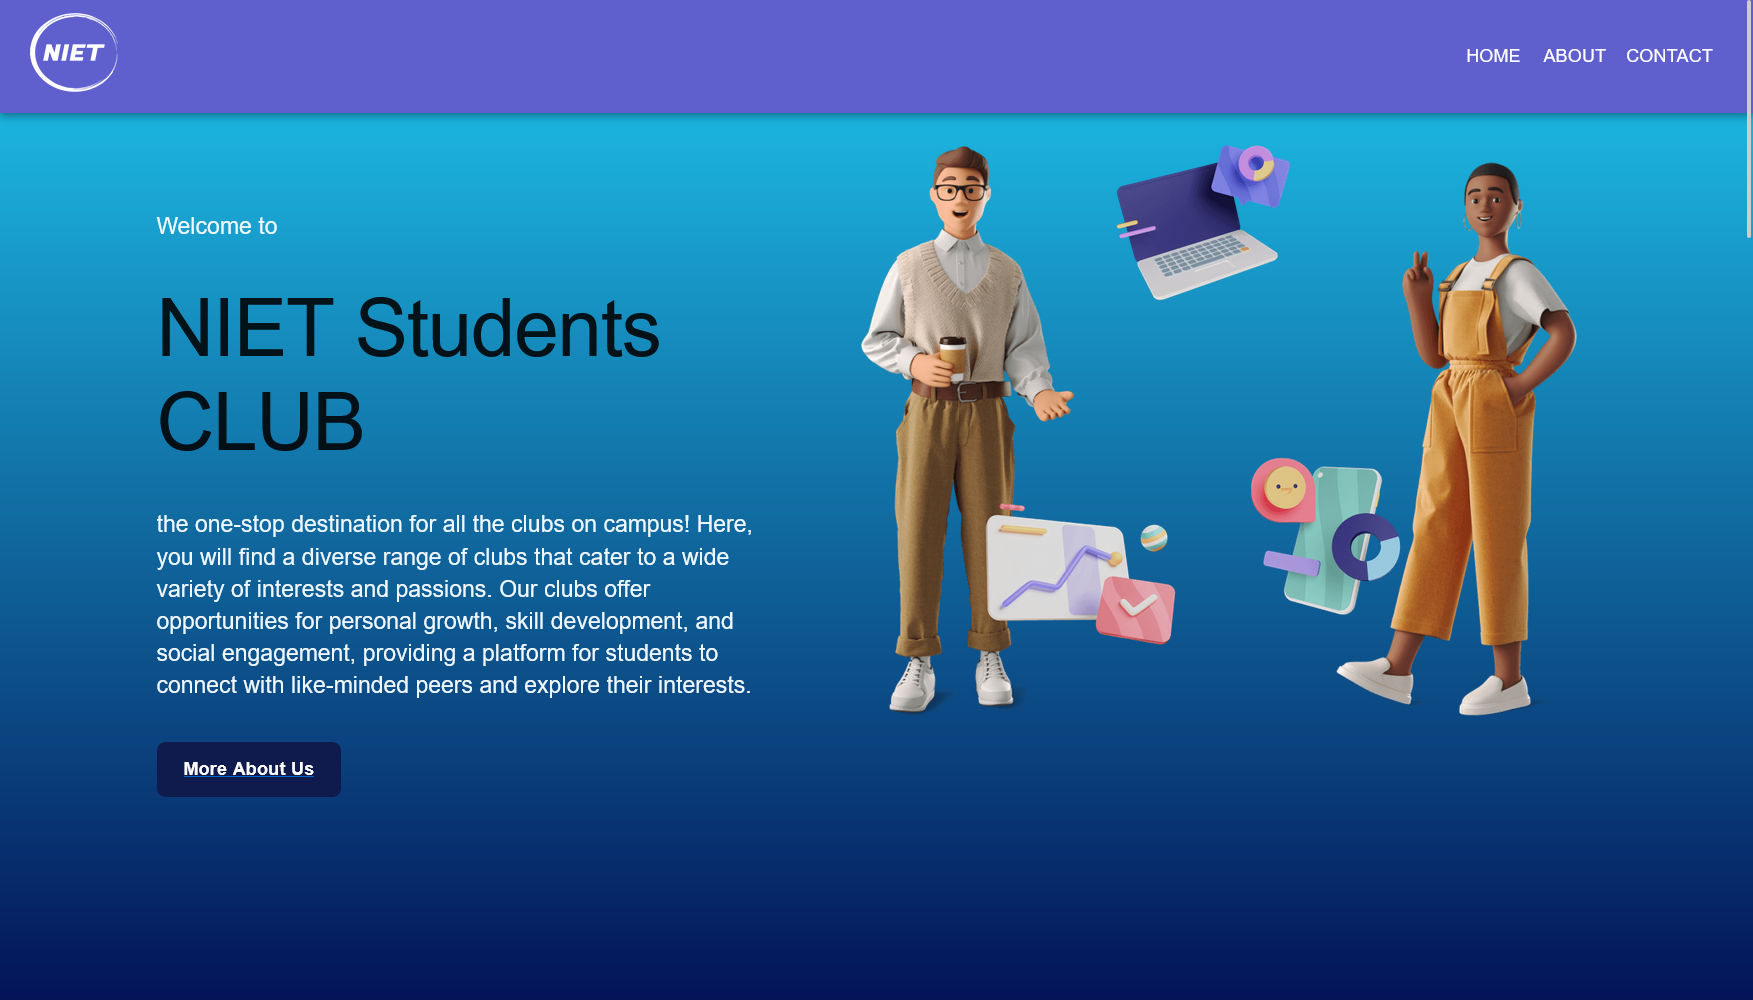 NIET
HOME ABOUT CONTACT
Welcome to
NIET Students
CLUB
the one-stop destination for all the clubs on campus! Here,
you will find a diverse range of clubs that cater to a wide
variety of interests and passions. Our clubs offer
opportunities for personal growth, skill development, and
social engagement, providing a platform for students to
connect with like-minded peers and explore their interests.
More About Us